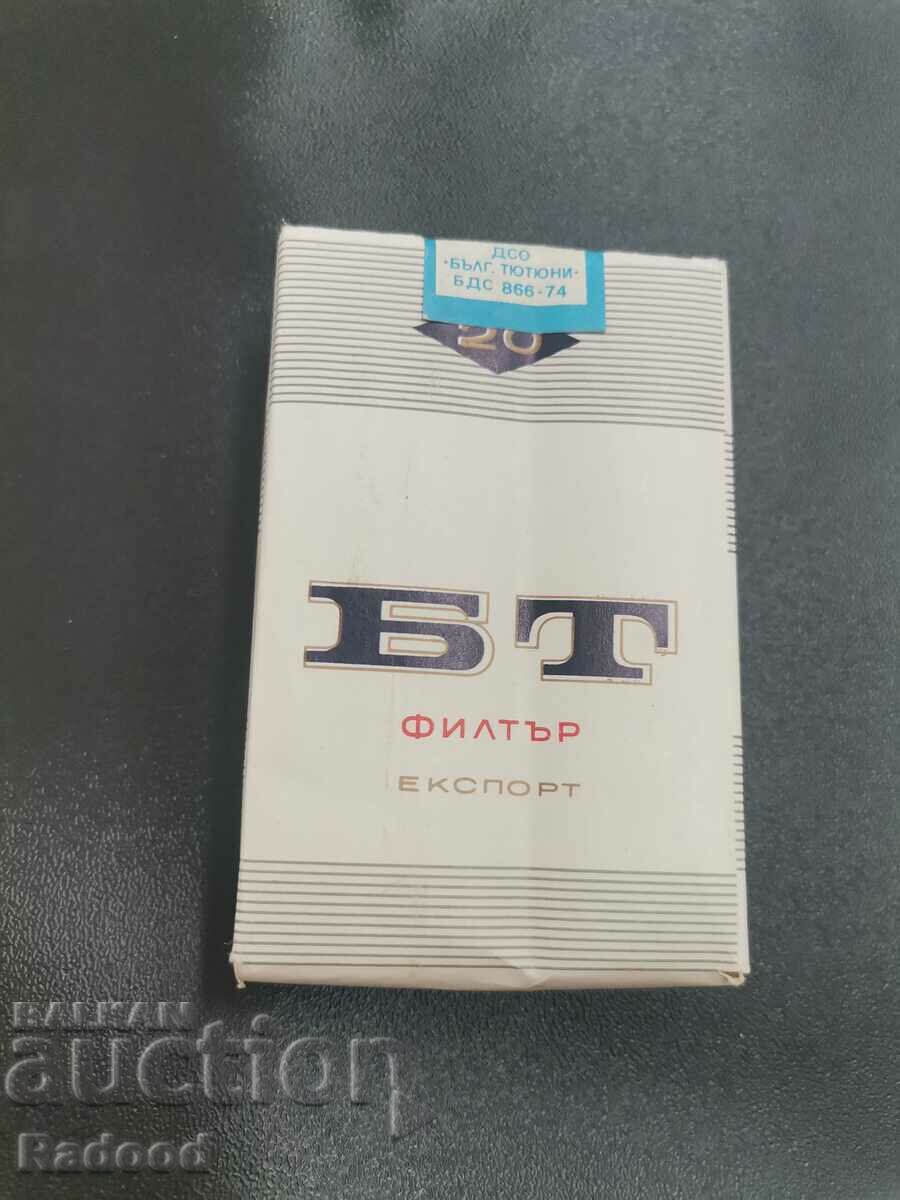 ДСО
·БЪЛГ. ТЮТЮНИ·
БДС 866-74
20
БТ
ФИЛТЪР
ЕКСПОРТ
BALKAN
auction
Radood